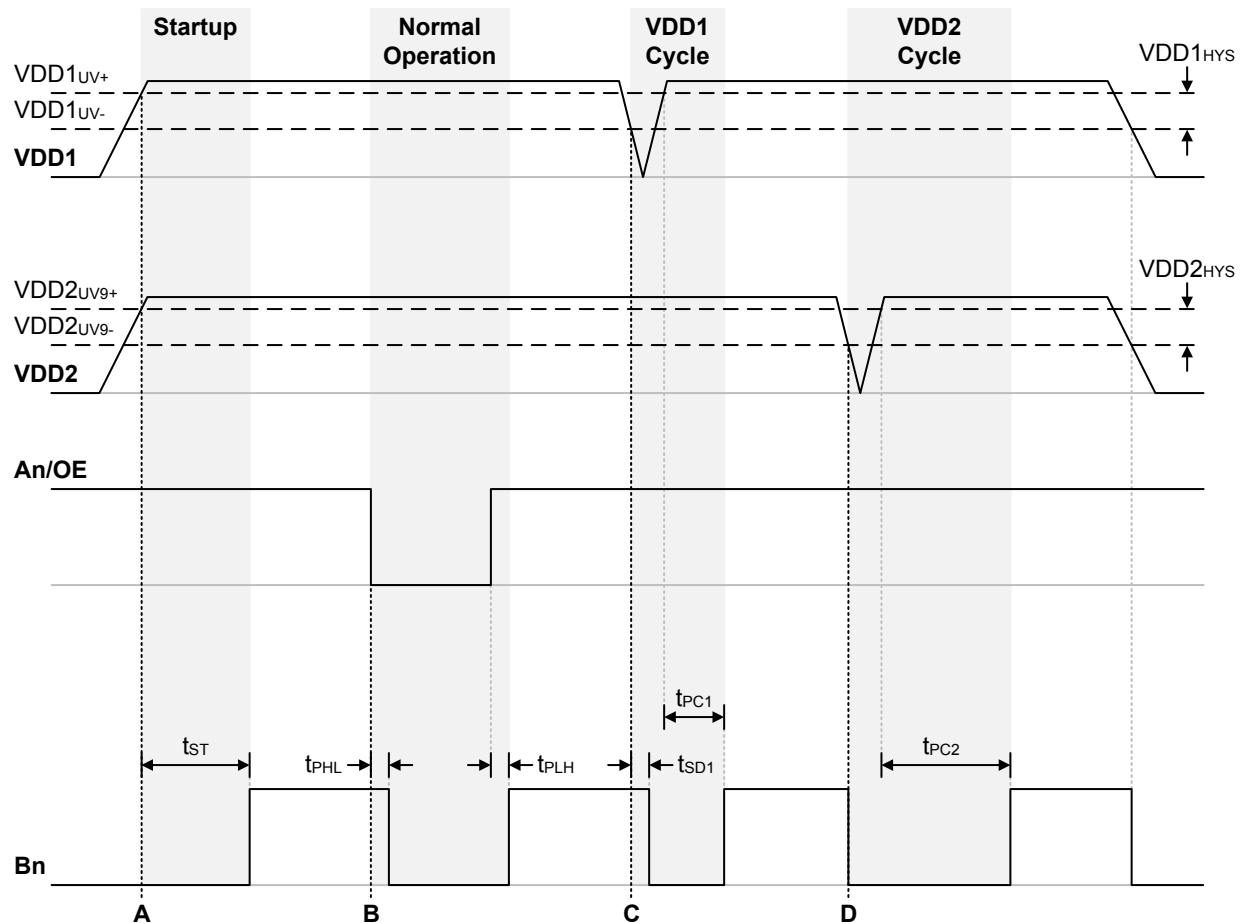 Startup
Normal
Operation
VDD1
Cycle
VDD2
Cycle
VDD1UV+
VDD1HYS
VDD1UV-
VDD1
VDD2UV9+
VDD2HYS
VDD2UV9-
VDD2
An/OE
tPC1
tST
tPHL
tPLH
tSD1
tPC2
Bn
A
B
C
D